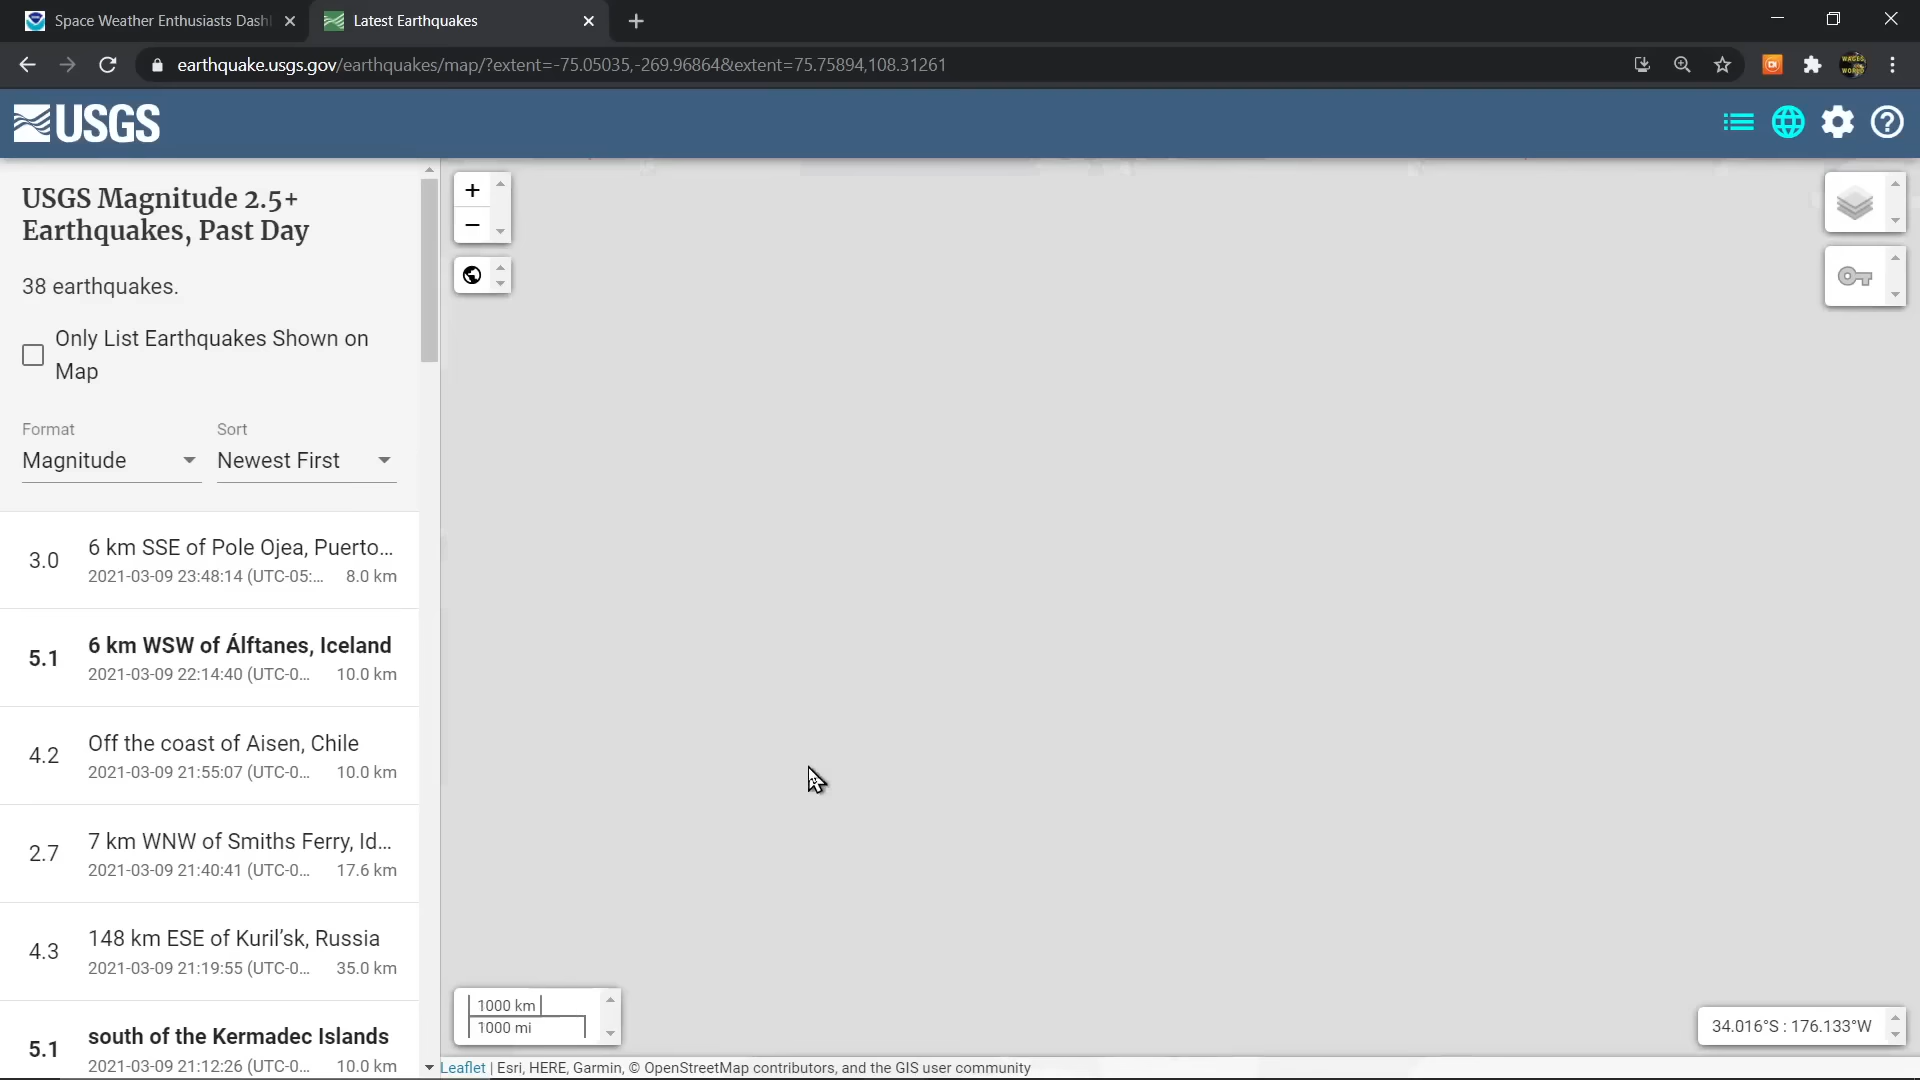 Space Weather Enthusiasts Dash
Latest Earthquakes
earthquake.usgs.gov/earthquakes/map/?extent=-75.05035,-269.96864&extent=75.75894,108.31261
USGS
USGS Magnitude 2.5+
Earthquakes, Past Day
38 earthquakes.
Only List Earthquakes Shown on
Map
Format
Sort
Magnitude
Newest First
3.0
6 km SSE of Pole Ojea, Puerto...
2021-03-09 23:48:14 (UTC-05:... 8.0 km
5.1
6 km WSW of Álftanes, Iceland
2021-03-09 22:14:40 (UTC-0... 10.0 km
4.2
Off the coast of Aisen, Chile
2021-03-09 21:55:07 (UTC-0... 10.0 km
2.7
7 km WNW of Smiths Ferry, Id...
2021-03-09 21:40:41 (UTC-0... 17.6 km
4.3
148 km ESE of Kuril’sk, Russia
2021-03-09 21:19:55 (UTC-0... 35.0 km
5.1
south of the Kermadec Islands
2021-03-09 21:12:26 (UTC-0... 10.0 km
+
−
1000 km
1000 mi
34.016°S : 176.133°W
Leaflet | Esri, HERE, Garmin, © OpenStreetMap contributors, and the GIS user community